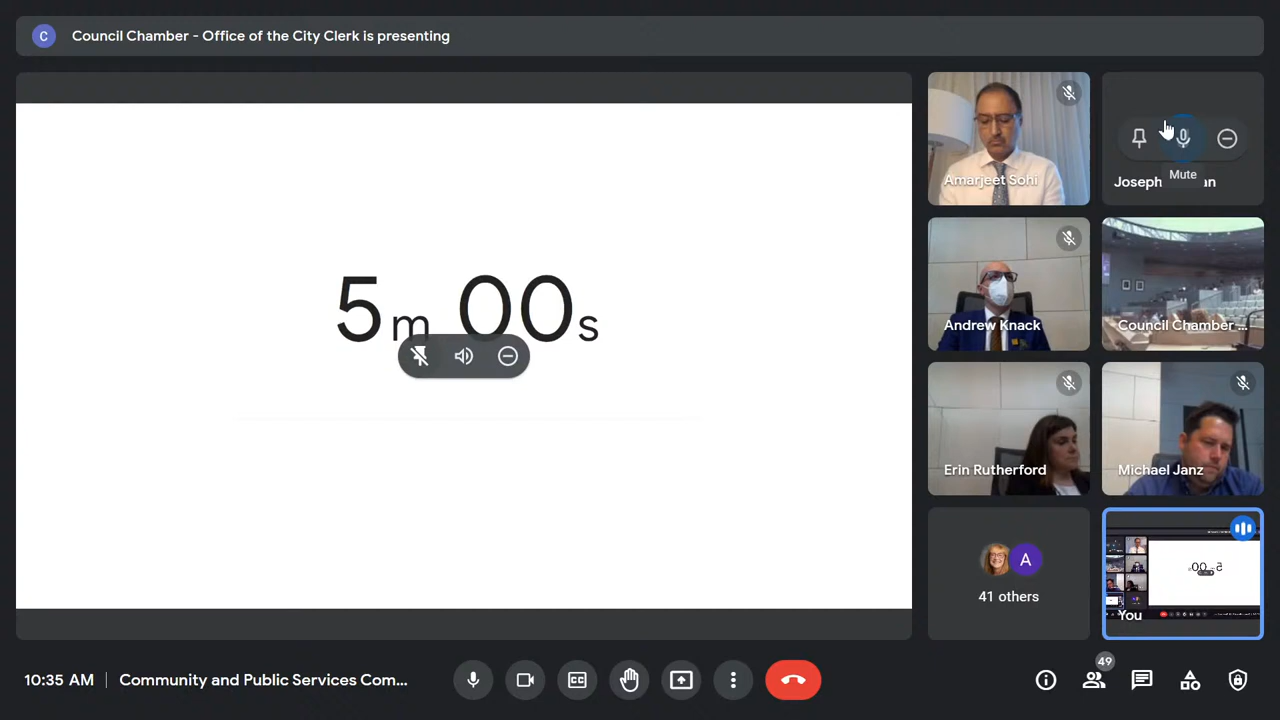 C
Council Chamber - Office of the City Clerk is presenting
5m 00s
Amarjeet Sohi
Joseph
Mute
Andrew Knack
Council Chamber - ...
Erin Rutherford
Michael Janz
A
41 others
You
10:35 AM
Community and Public Services Com...
CC
49